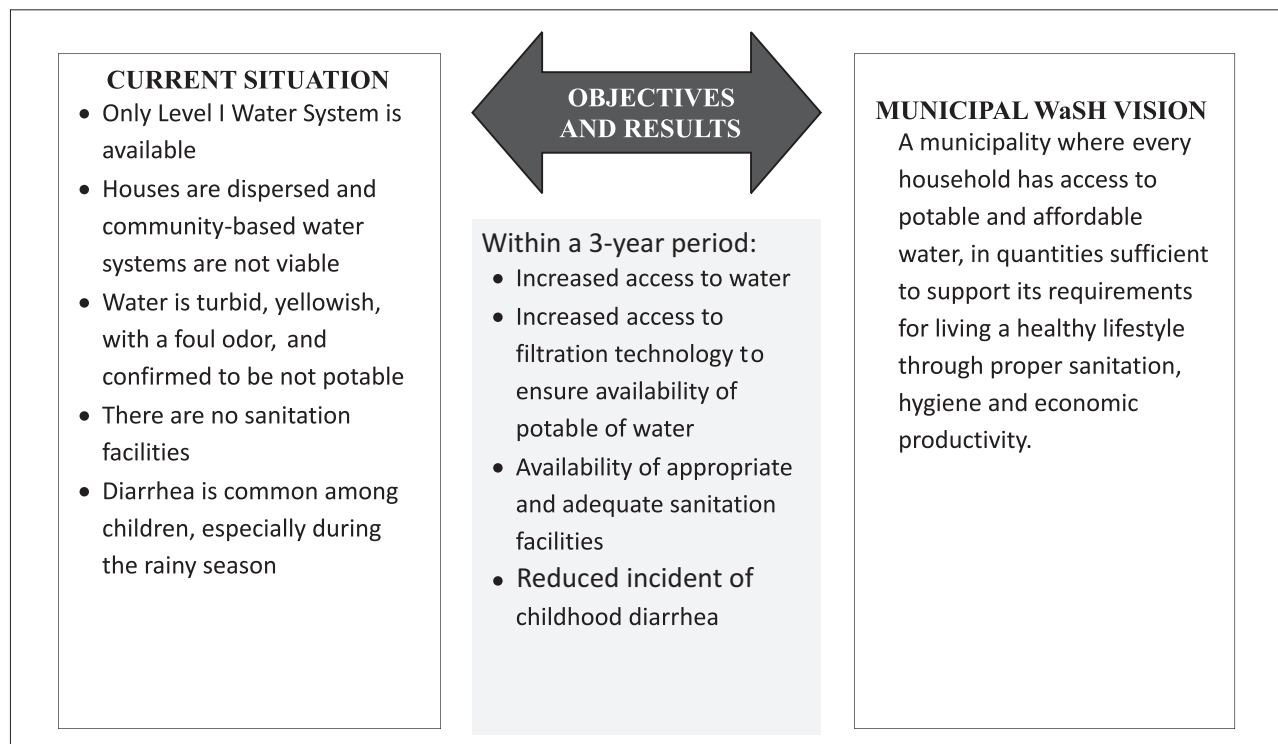 CURRENT SITUATION
• Only Level I Water System is
available
• Houses are dispersed and
community-based water
systems are not viable
• Water is turbid, yellowish,
with a foul odor, and
confirmed to be not potable
• There are no sanitation
facilities
• Diarrhea is common among
children, especially during
the rainy season
OBJECTIVES
AND RESULTS
Within a 3-year period:
• Increased access to water
• Increased access to
filtration technology to
ensure availability of
potable of water
• Availability of appropriate
and adequate sanitation
facilities
• Reduced incident of
childhood diarrhea
MUNICIPAL WaSH VISION
A municipality where every
household has access to
potable and affordable
water, in quantities sufficient
to support its requirements
for living a healthy lifestyle
through proper sanitation,
hygiene and economic
productivity.